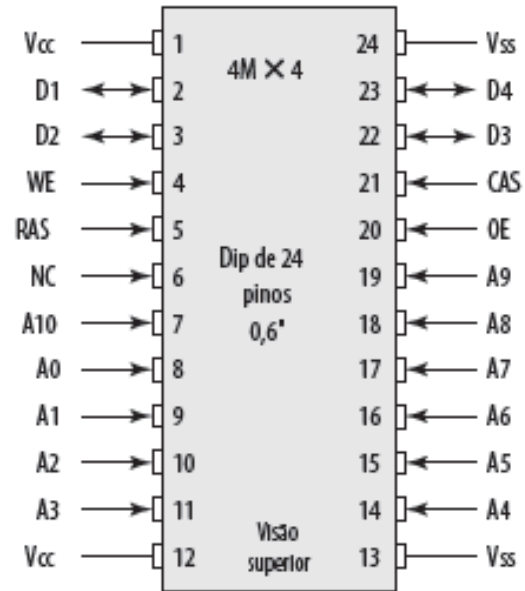 Vcc 1 24 Vss
4M × 4
D1 2 23 D4
D2 3 22 D3
WE 4 21 CAS
RAS 5 20 OE
Dip de 24
NC 6 19 A9
pinos
A10 7 18 A8
0,6"
A0 8 17 A7
A1 9 16 A6
A2 10 15 A5
A3 11 14 A4
Visão
Vcc 12 13 Vss
superior